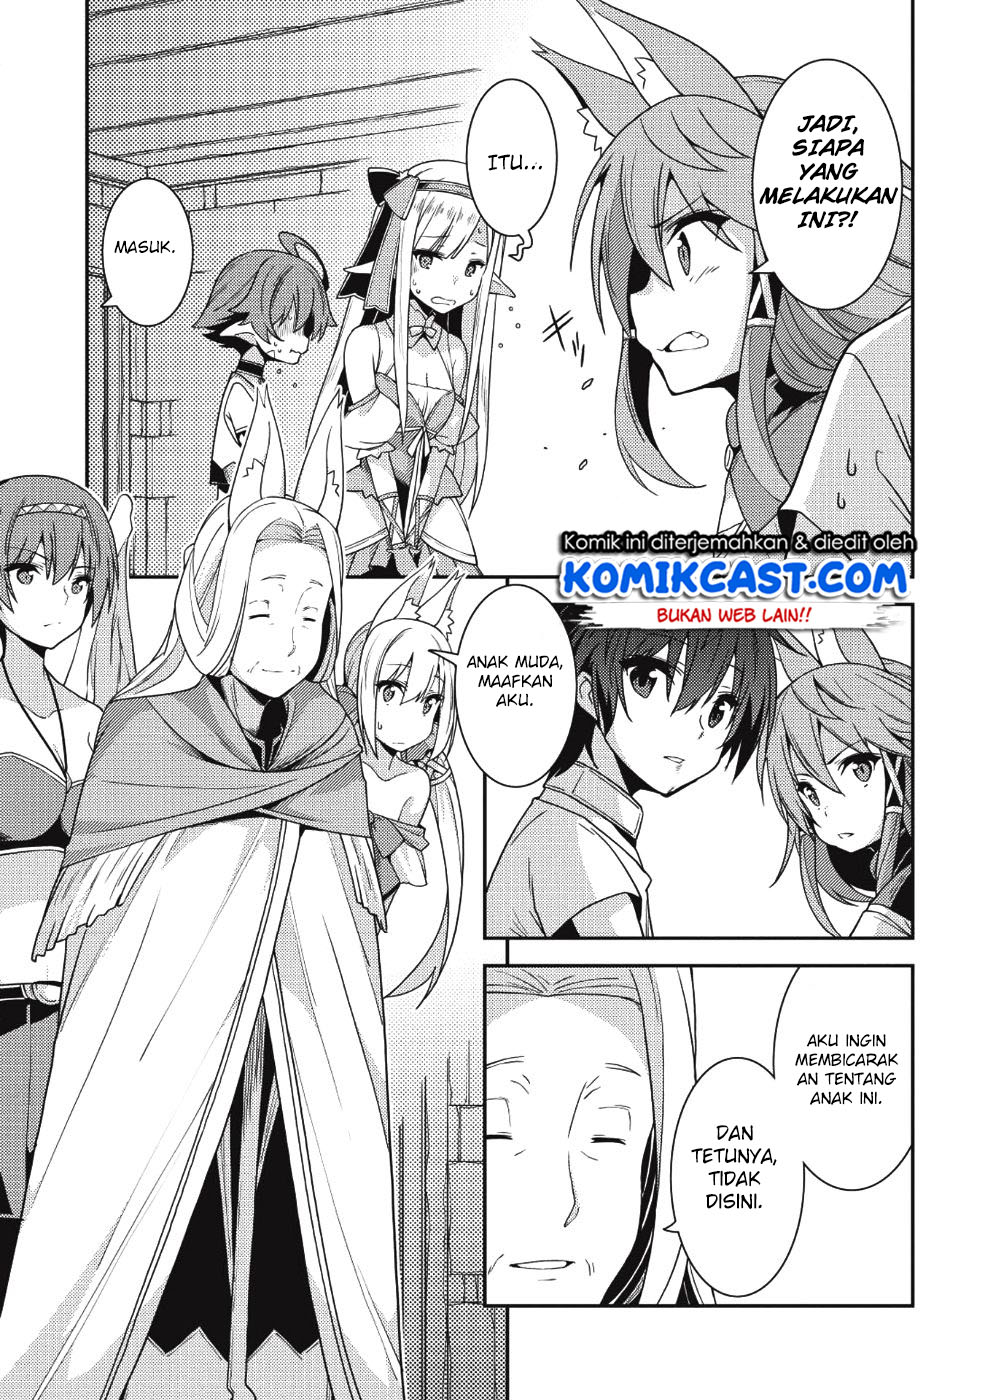 JADI,
SIAPA
YANG
MELAKUKAN
INI?!
ITU...
MASUK.
Komik ini diterjemahkan & diedit oleh
KOMIKCAST.COM
BUKAN WEB LAIN!!
ANAK MUDA,
MAAFKAN
AKU.
AKU INGIN
MEMBICARAK
AN TENTANG
ANAK INI.
DAN
TETUNYA,
TIDAK
DISINI.